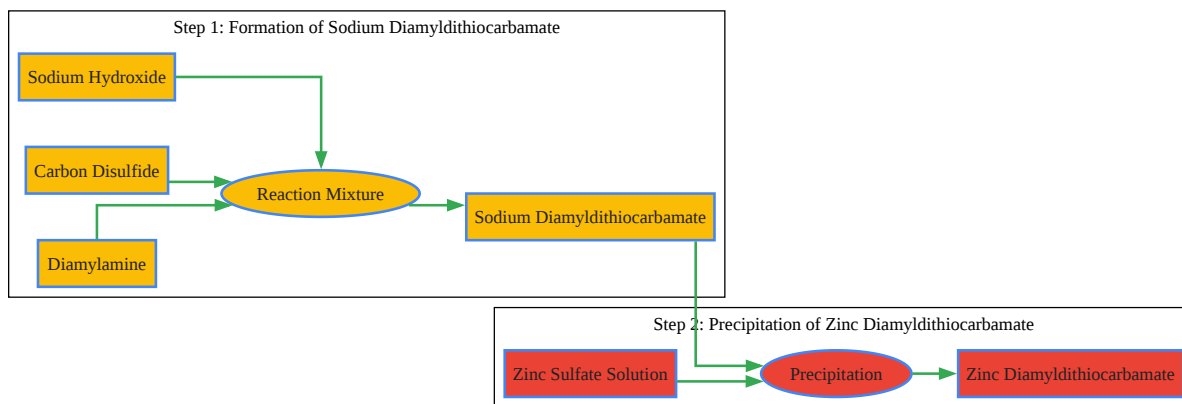 Step 1: Formation of Sodium Diamyldithiocarbamate
Sodium Hydroxide
Carbon Disulfide
Reaction Mixture
Sodium Diamyldithiocarbamate
Diamylamine
Step 2: Precipitation of Zinc Diamyldithiocarbamate
Zinc Sulfate Solution
Precipitation
Zinc Diamyldithiocarbamate